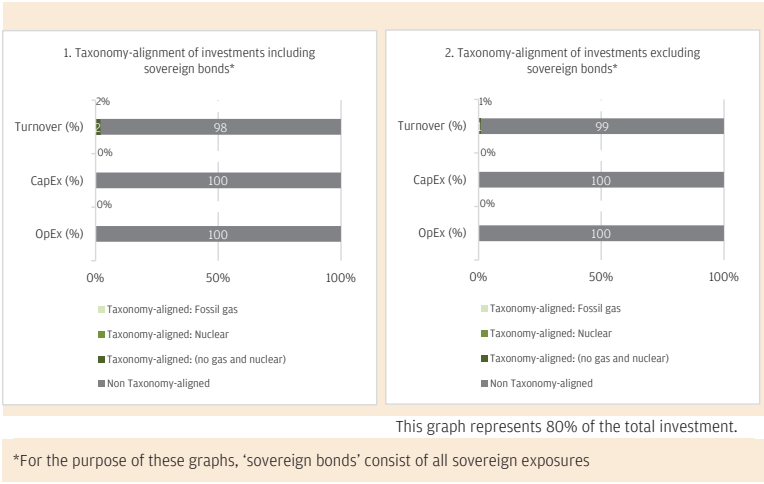 1. Taxonomy-alignment of investments including
sovereign bonds*
2%
Turnover (%)
2
98
0%
CapEx (%)
100
0%
OpEx (%)
100
0%
50%
100%
Taxonomy-aligned: Fossil gas
Taxonomy-aligned: Nuclear
Taxonomy-aligned: (no gas and nuclear)
Non Taxonomy-aligned
2. Taxonomy-alignment of investments excluding
sovereign bonds*
1%
Turnover (%)
1
99
0%
CapEx (%)
100
0%
OpEx (%)
100
0%
50%
100%
Taxonomy-aligned: Fossil gas
Taxonomy-aligned: Nuclear
Taxonomy-aligned: (no gas and nuclear)
Non Taxonomy-aligned
This graph represents 80% of the total investment.
*For the purpose of these graphs, ‘sovereign bonds’ consist of all sovereign exposures